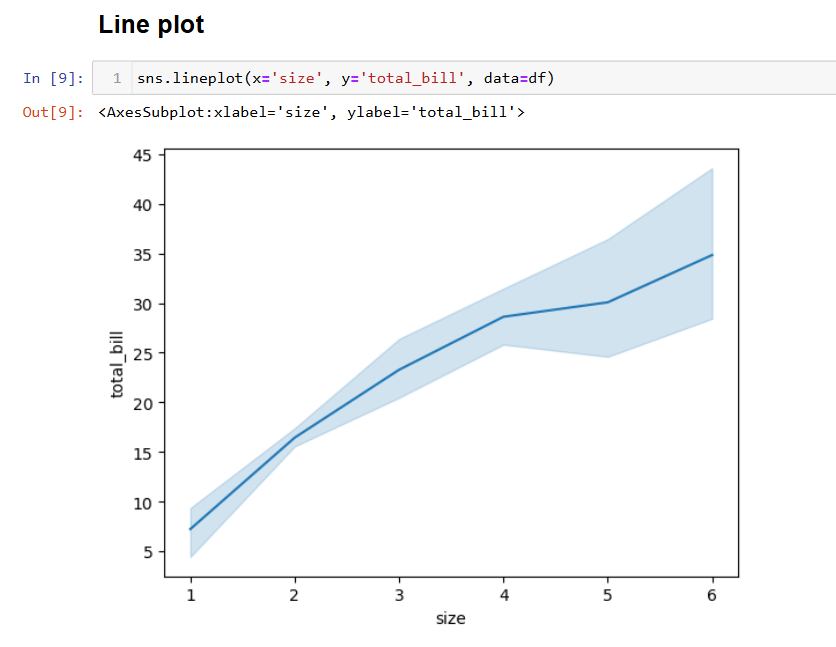 Line plot
In [9]: 1 sns.lineplot(x='size', y='total_bill', data=df)
Out[9]: <AxesSubplot:xlabel='size', ylabel='total_bill'>
45
40
35
30
25
20
15
10
5
total_bill
1 2 3 4 5 6
size